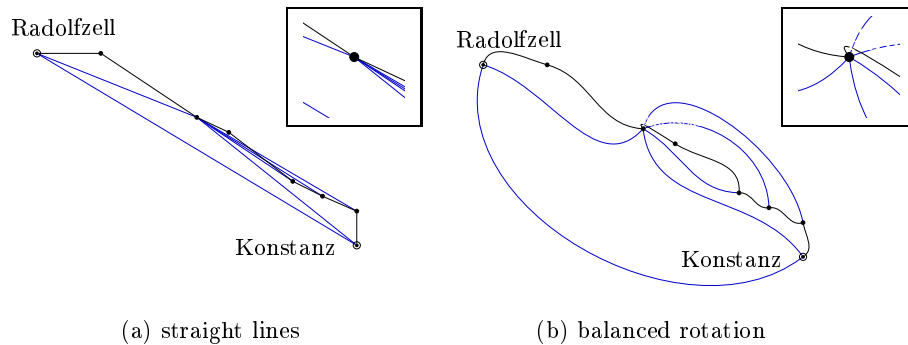 Radolfzell
Konstanz
(a) straight lines
Radolfzell
Konstanz
(b) balanced rotation